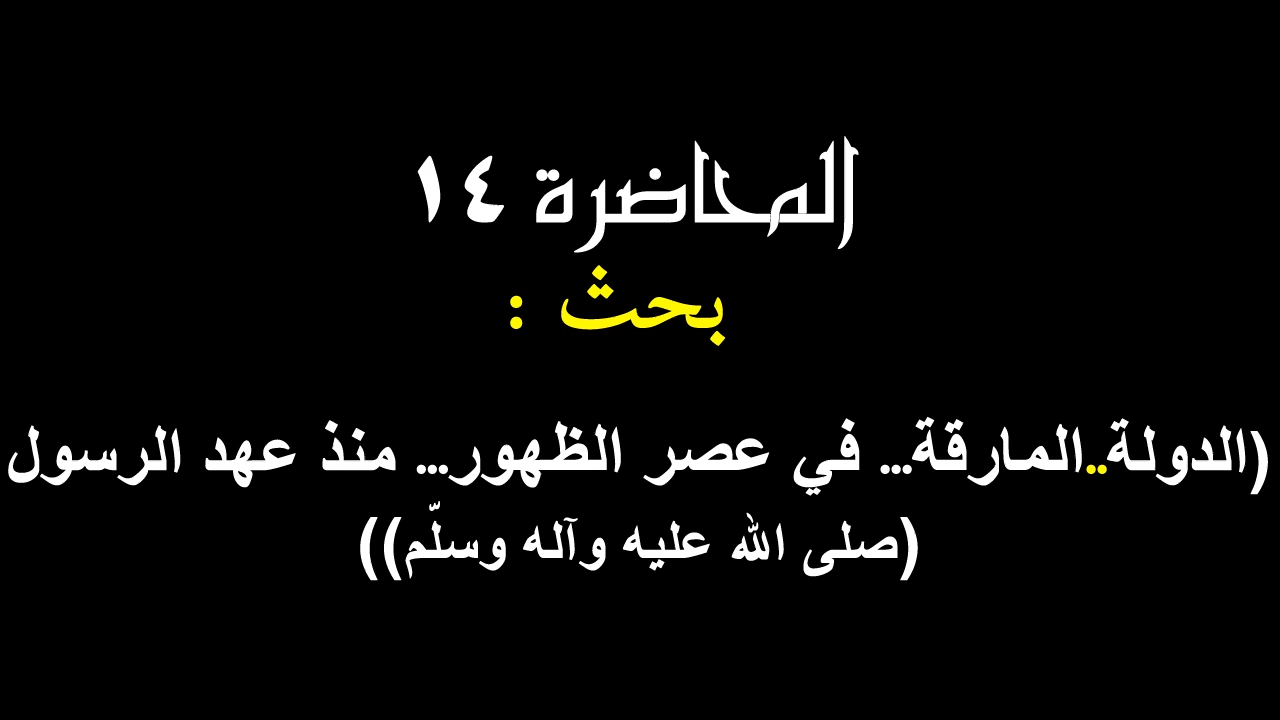 المحاضرة ١٤
بحث :
(الدولة..المارقة... في عصر الظهور... منذ عهد الرسول
(صلى الله عليه وآله وسلّم))